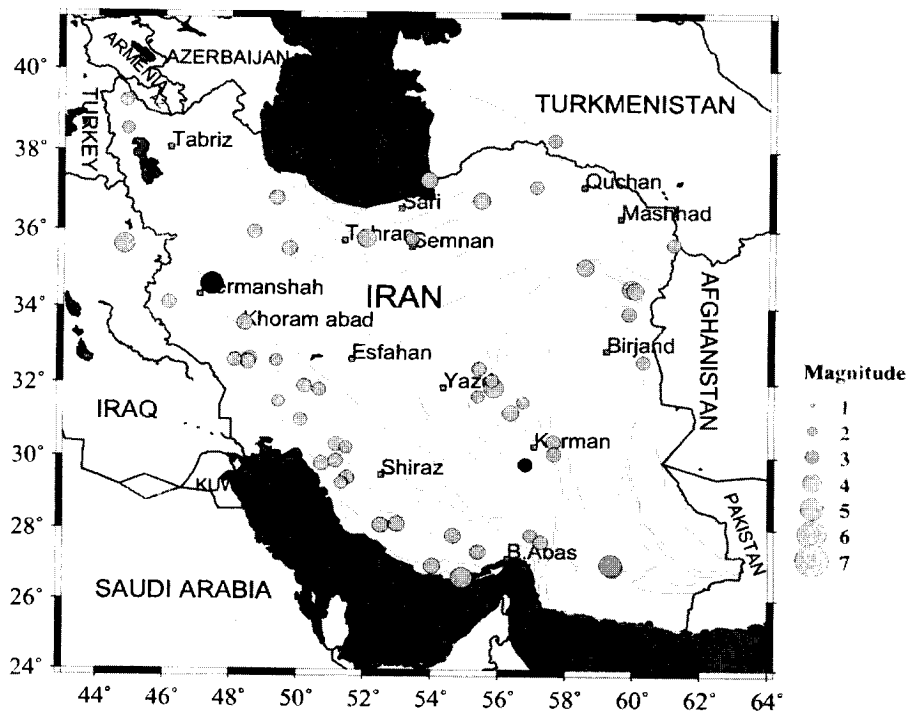 40°
38°
36°
34°
32°
30°
28°
26°
24°
44°
46°
48°
50°
52°
54°
56°
58°
60°
62°
64°
AZERBAIJAN
ARMENIA
TURKEY
TURKMENISTAN
Tabriz
Quchan
Sari
Mashhad
Tehran
Semnan
Kermanshah
IRAN
AFGHANISTAN
Khoram abad
Esfahan
Birjand
Yazd
IRAQ
Kerman
Shiraz
KUW
PAKISTAN
B.Abas
SAUDI ARABIA
Magnitude
1
2
3
4
5
6
7